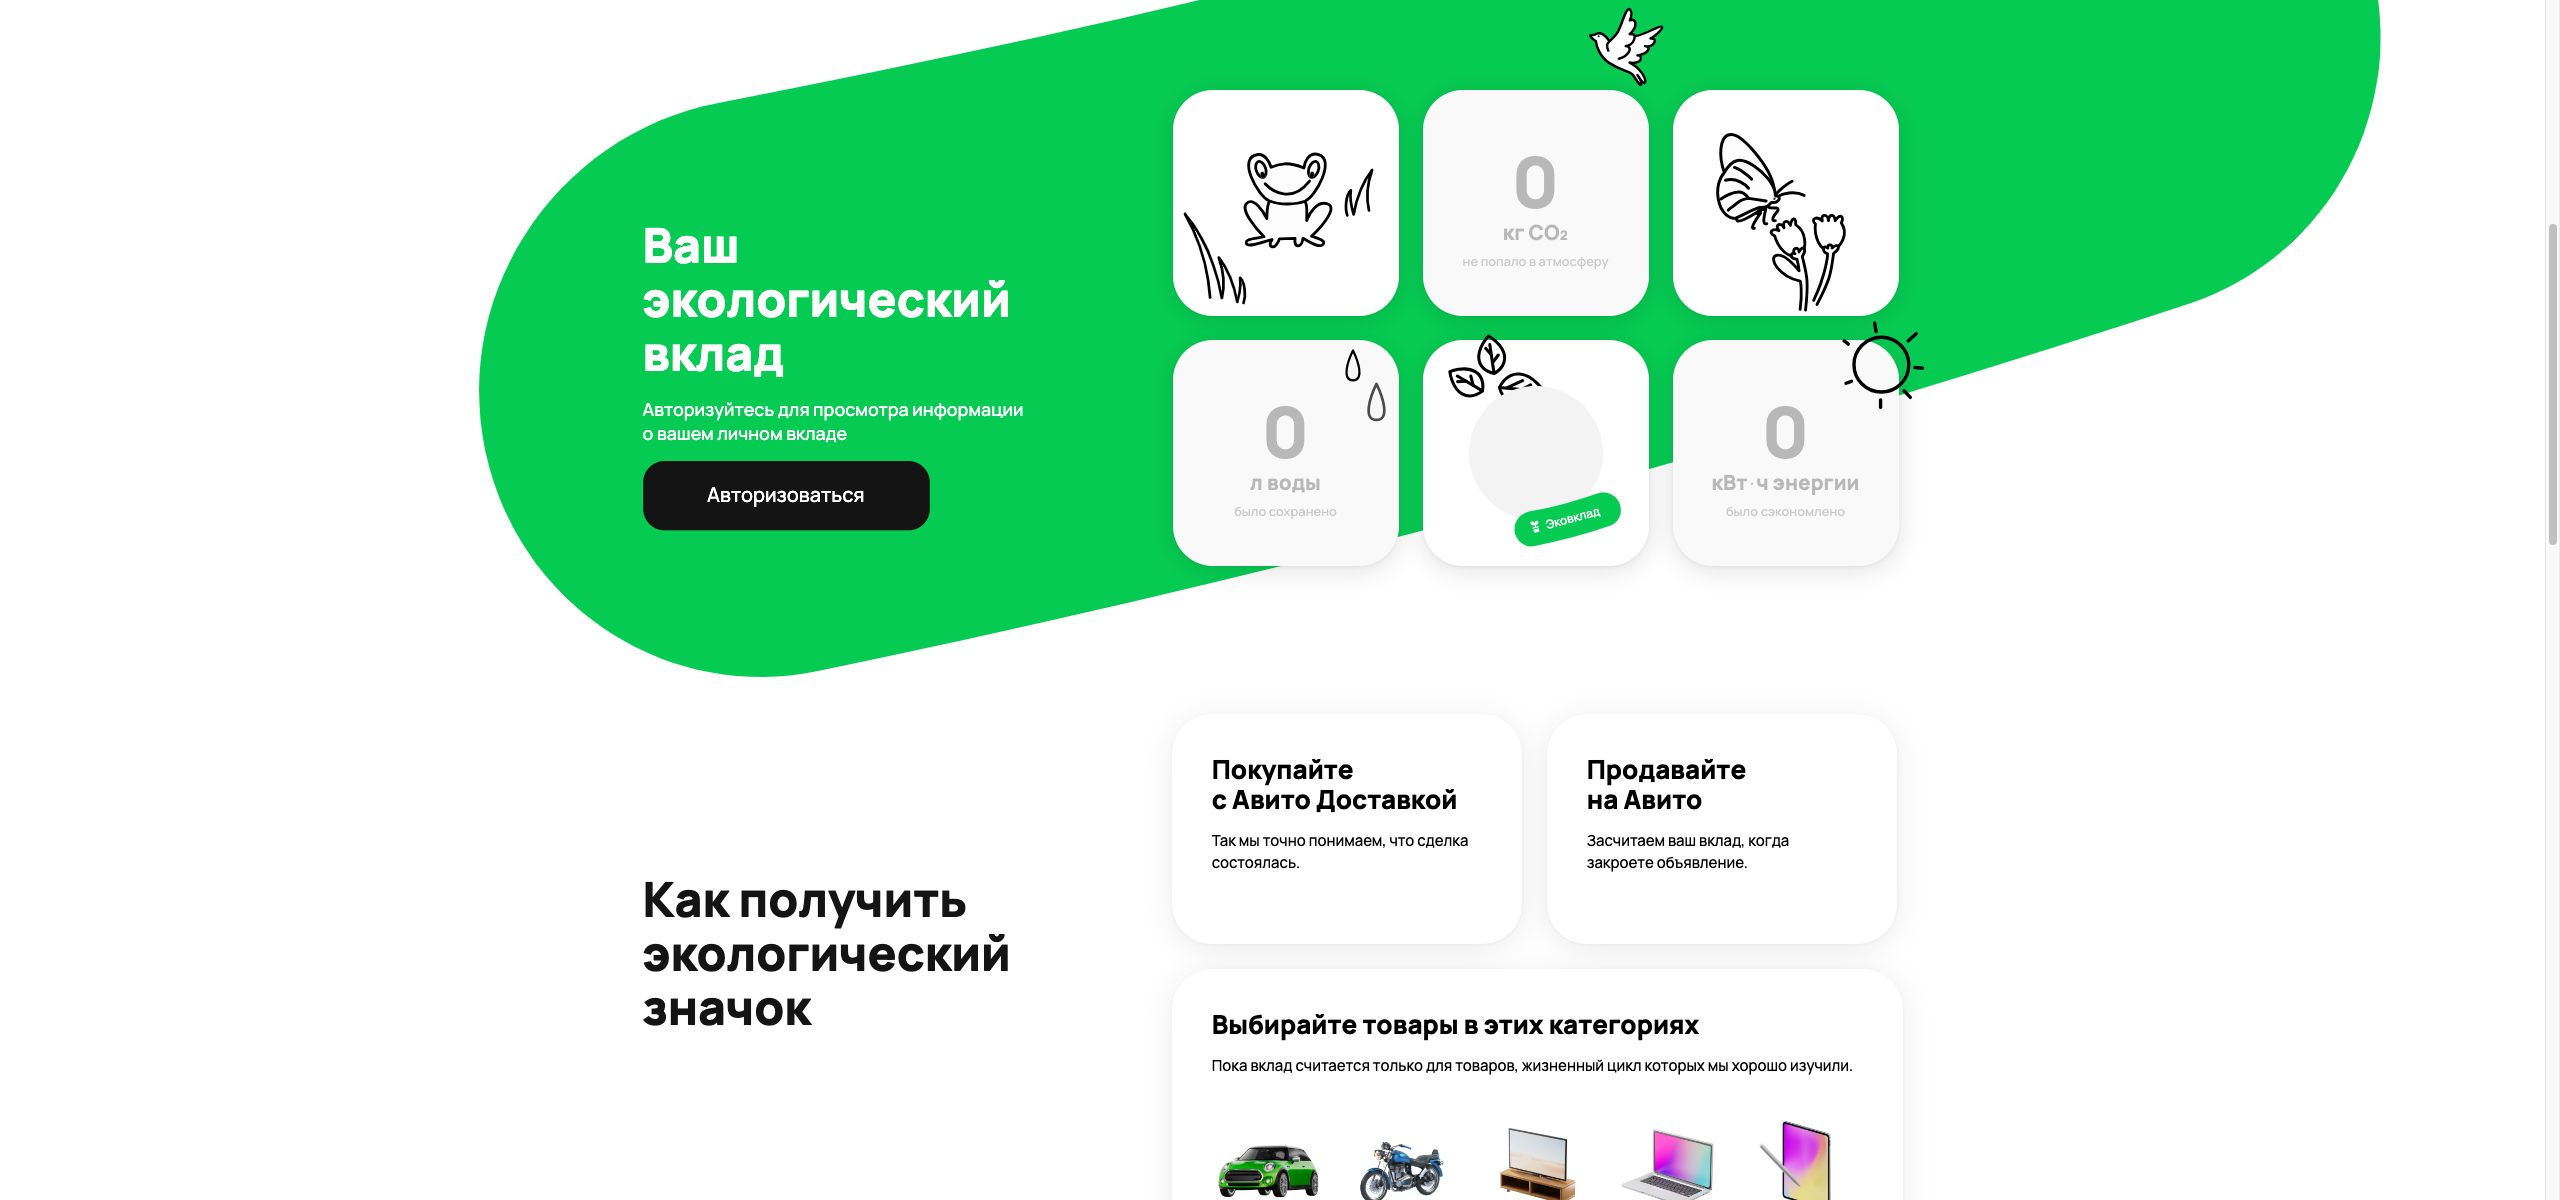 Ваш
экологический
вклад
Авторизуйтесь для просмотра информации
о вашем личном вкладе
Авторизоваться
0
кг CO₂
не попало в атмосферу
0
л воды
было сохранено
Эковклад
0
кВт·ч энергии
было сэкономлено
Как получить
экологический
значок
Покупайте
с Авито Доставкой
Так мы точно понимаем, что сделка
состоялась.
Продавайте
на Авито
Засчитаем ваш вклад, когда
закроете объявление.
Выбирайте товары в этих категориях
Пока вклад считается только для товаров, жизненный цикл которых мы хорошо изучили.